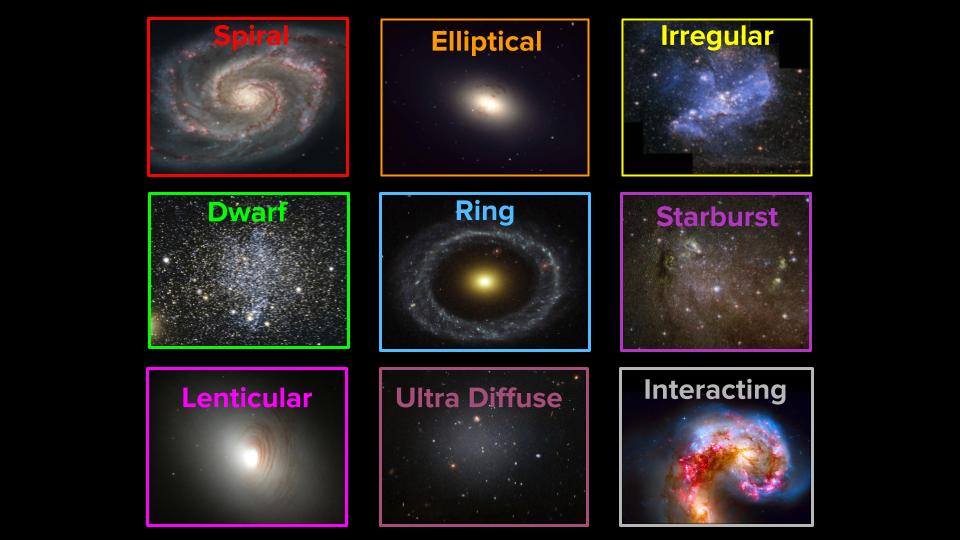 Spiral
Elliptical
Irregular
Dwarf
Ring
Starburst
Lenticular
Ultra Diffuse
Interacting